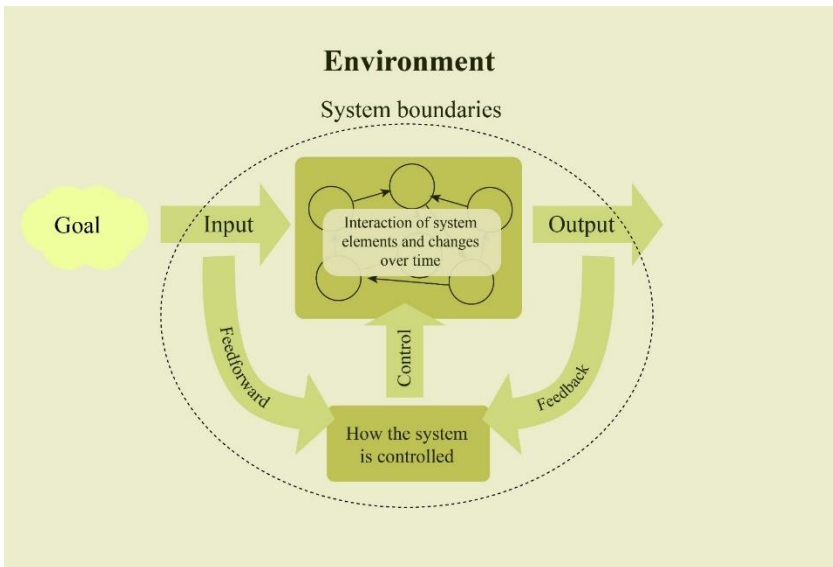 Environment
System boundaries
Goal
Input
Interaction of system
elements and changes
over time
Output
Feedforward
Control
Feedback
How the system
is controlled